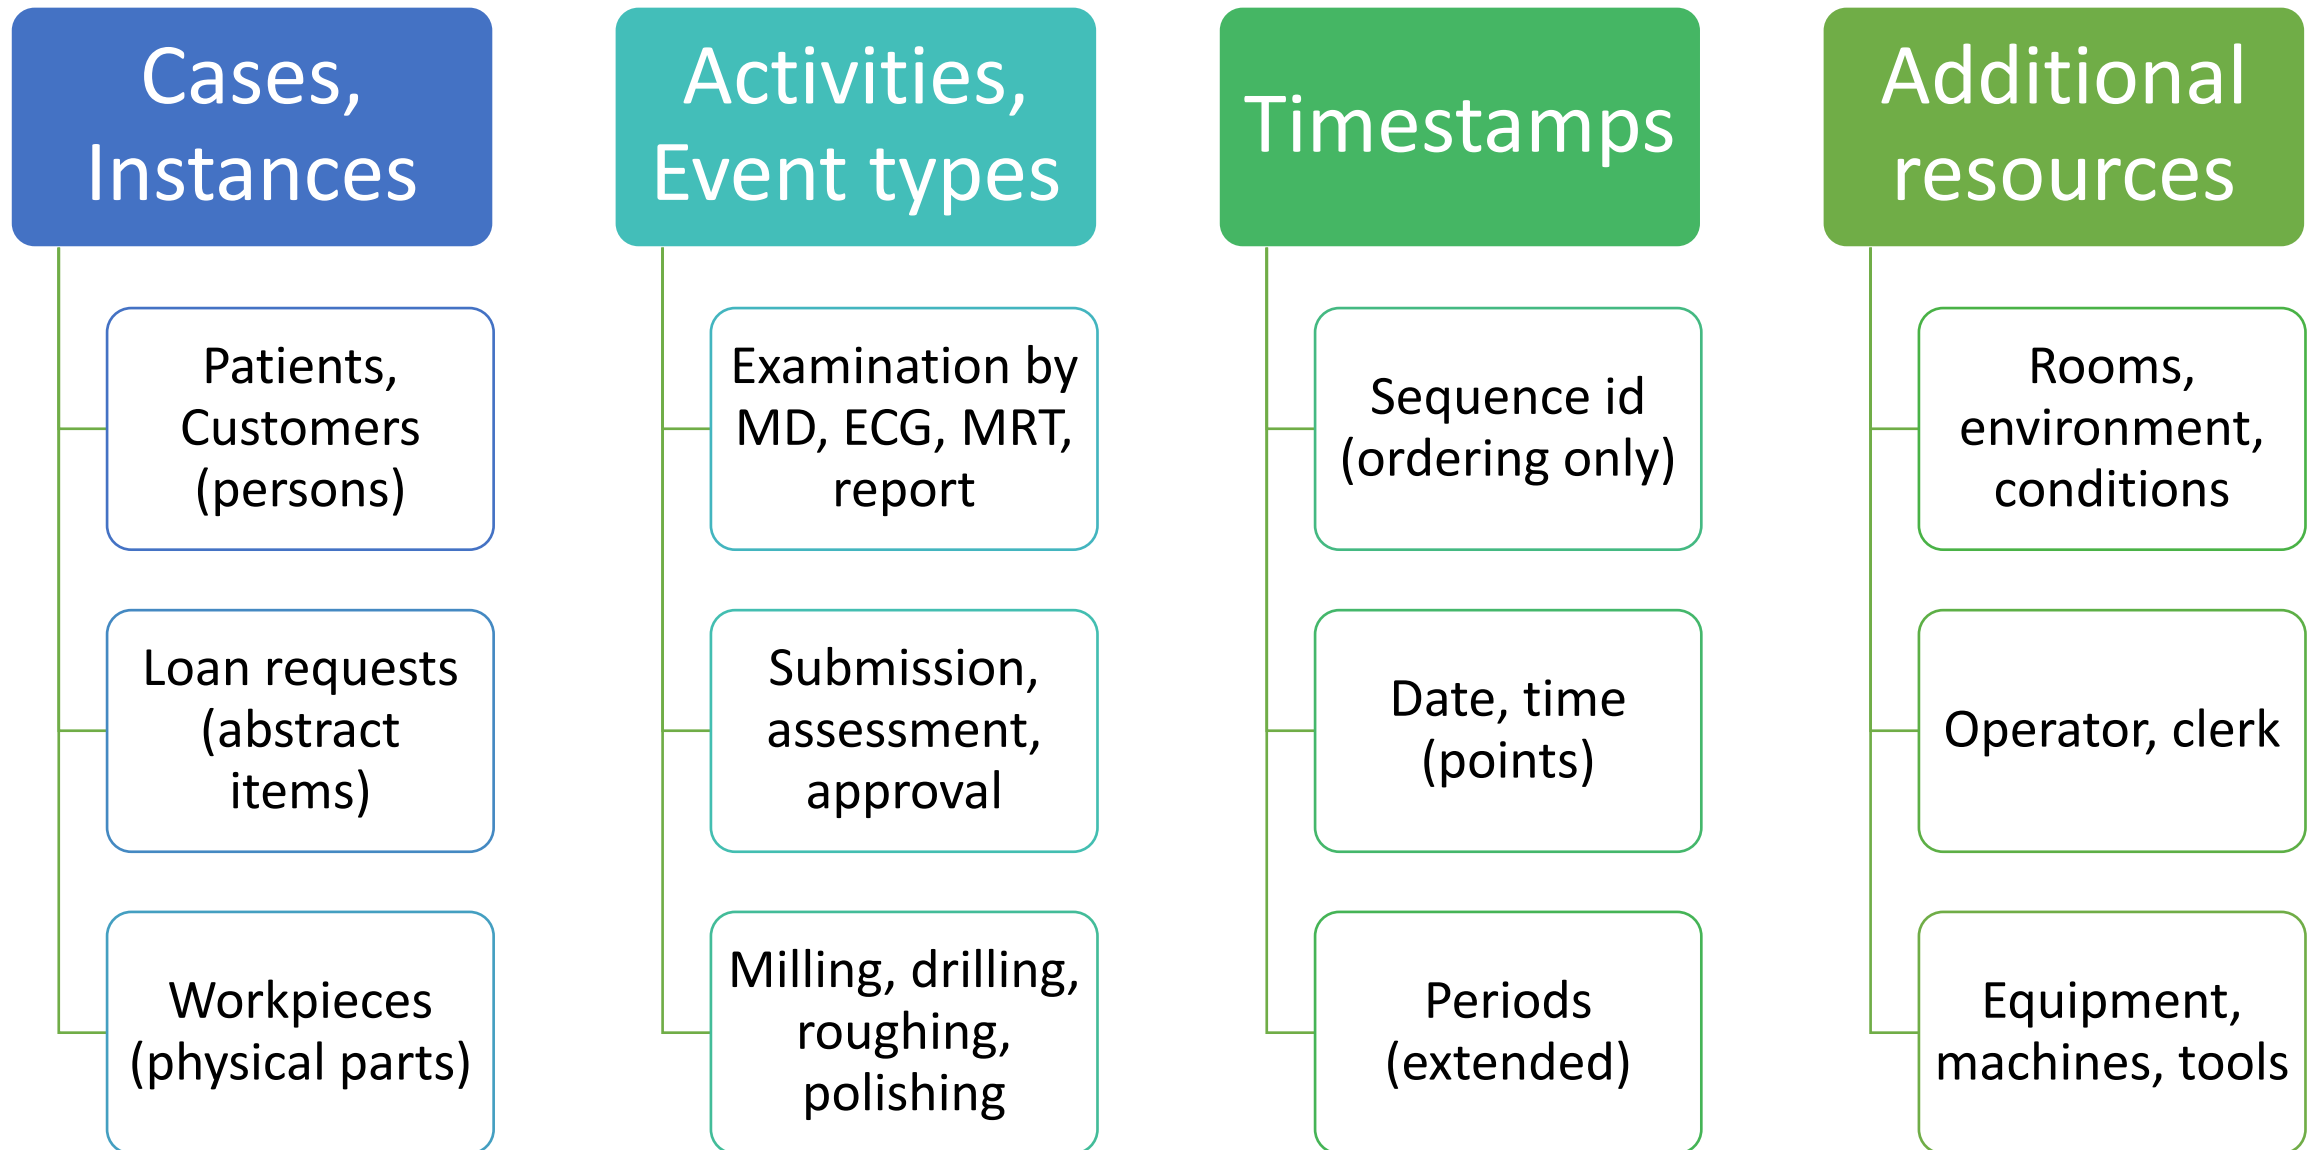 Cases,
Instances
Patients,
Customers
(persons)
Loan requests
(abstract
items)
Workpieces
(physical parts)
Activities,
Event types
Examination by
MD, ECG, MRT,
report
Submission,
assessment,
approval
Milling, drilling,
roughing,
polishing
Timestamps
Sequence id
(ordering only)
Date, time
(points)
Periods
(extended)
Additional
resources
Rooms,
environment,
conditions
Operator, clerk
Equipment,
machines, tools